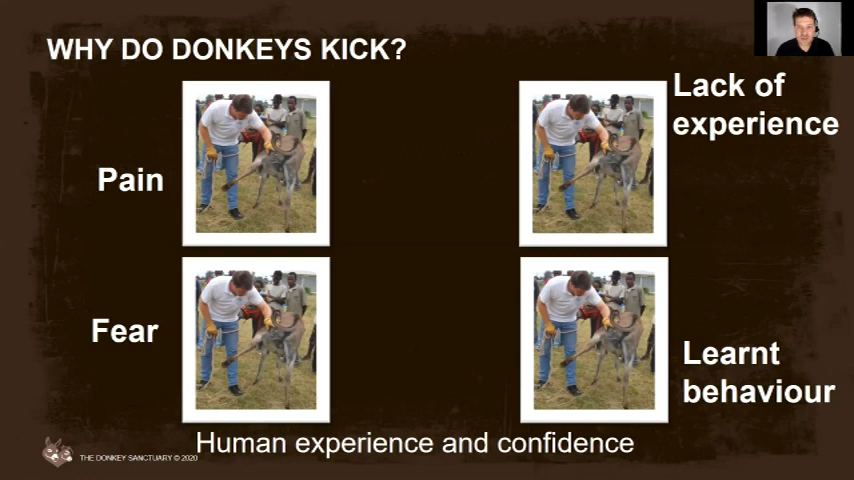 WHY DO DONKEYS KICK?
Lack of
experience
Pain
Fear
Learnt
behaviour
Human experience and confidence
THE DONKEY SANCTUARY © 2020